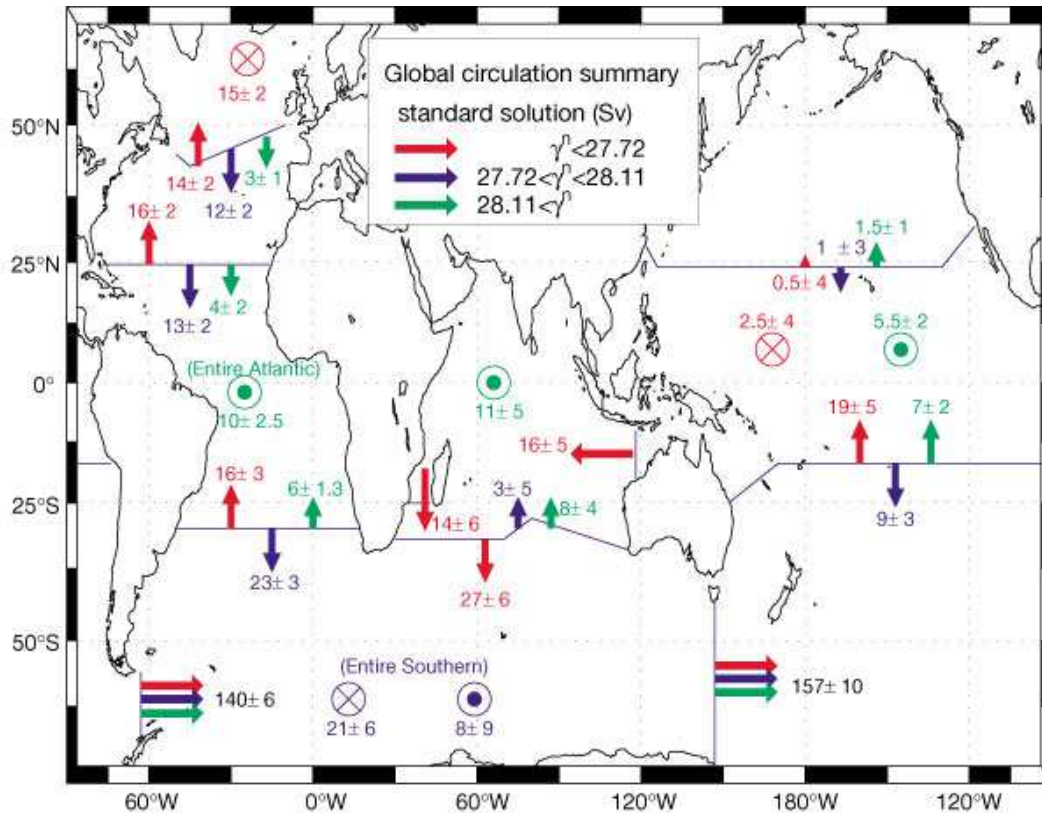 Global circulation summary
standard solution (Sv)
γⁿ<27.72
27.72<γⁿ<28.11
28.11<γⁿ
15± 2
50°N
14± 2
3± 1
12± 2
16± 2
1.5± 1
1 ± 3
25°N
0.5± 4
4± 2
13± 2
2.5± 4
5.5± 2
(Entire Atlantic)
0°
10± 2.5
11± 5
19± 5
7± 2
16± 5
16± 3
6± 1.3
3± 5
8± 4
25°S
14± 6
9± 3
23± 3
27± 6
50°S
(Entire Southern)
140± 6
157± 10
21± 6
8± 9
60°W
0°W
60°W
120°W
180°W
120°W